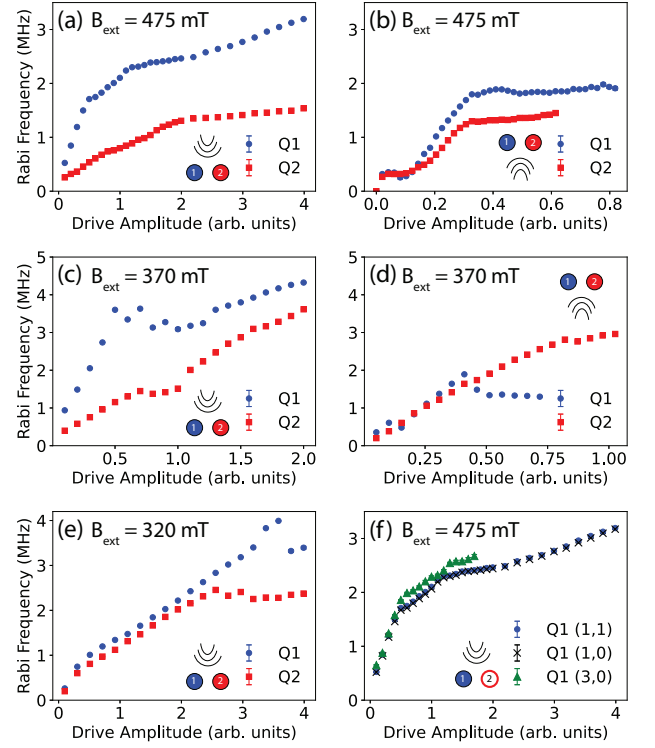 (a) B_ext = 475 mT
Rabi Frequency (MHz)
3
2
1
0
0 1 2 3 4
Drive Amplitude (arb. units)
1 2
Q1
Q2
(b) B_ext = 475 mT
3
2
1
0
0.0 0.2 0.4 0.6 0.8
Drive Amplitude (arb. units)
1 2
Q1
Q2
(c) B_ext = 370 mT
Rabi Frequency (MHz)
5
4
3
2
1
0
0.5 1.0 1.5 2.0
Drive Amplitude (arb. units)
1 2
Q1
Q2
(d) B_ext = 370 mT
5
4
3
2
1
0
0.25 0.50 0.75 1.00
Drive Amplitude (arb. units)
1 2
Q1
Q2
(e) B_ext = 320 mT
Rabi Frequency (MHz)
4
3
2
1
0
0 1 2 3 4
Drive Amplitude (arb. units)
1 2
Q1
Q2
(f) B_ext = 475 mT
3
2
1
0
0 1 2 3 4
Drive Amplitude (arb. units)
1 2
Q1 (1,1)
Q1 (1,0)
Q1 (3,0)